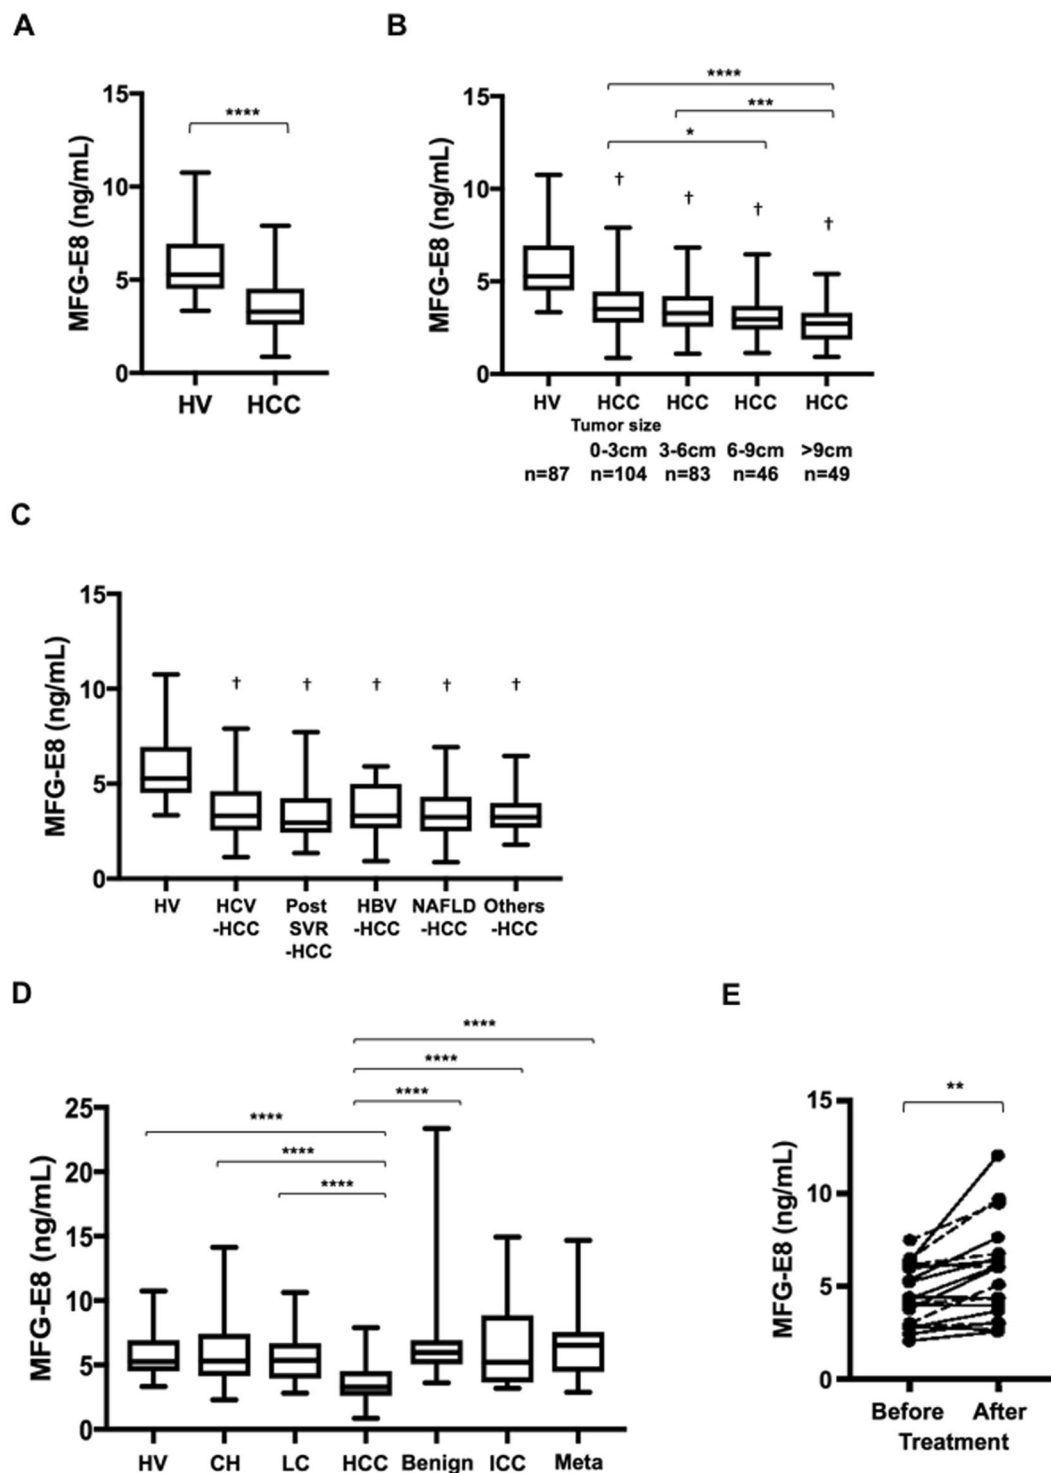 A
B
****
****
***
*
† † † †
MFG-E8 (ng/mL)
15
10
5
0
HV HCC
MFG-E8 (ng/mL)
15
10
5
0
HV HCC HCC HCC HCC
Tumor size
0-3cm 3-6cm 6-9cm >9cm
n=87 n=104 n=83 n=46 n=49
C
MFG-E8 (ng/mL)
15
10
5
0
† † † † †
HV HCV Post HBV NAFLD Others
-HCC SVR -HCC -HCC -HCC
-HCC
D
****
****
****
****
****
****
MFG-E8 (ng/mL)
25
20
15
10
5
0
HV CH LC HCC Benign ICC Meta
E
**
MFG-E8 (ng/mL)
15
10
5
0
Before After
Treatment